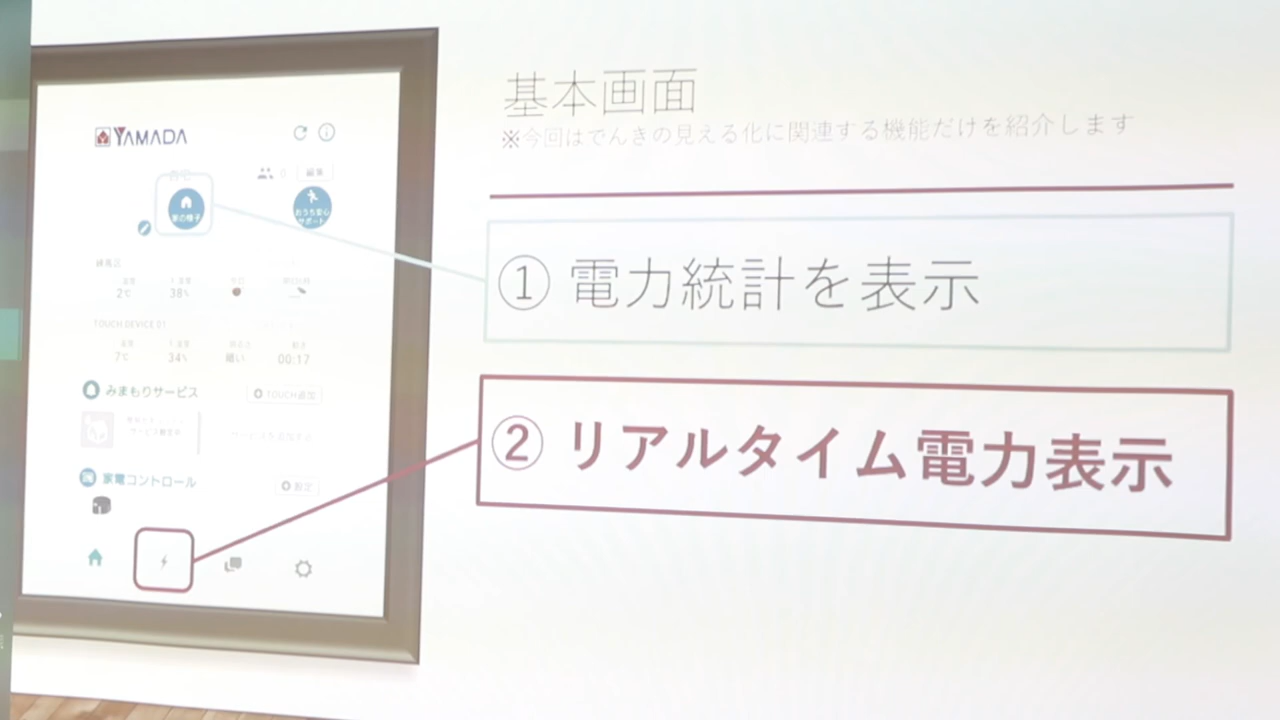 YAMADA
編集
家の様子
おうち安心
サポート
練馬区
2℃
38%
TOUCH DEVICE 01
7℃
34%
暗い
00:17
みまもりサービス
TOUCH追加
家電コントロール
基本画面
※今回はでんきの見える化に関連する機能だけを紹介します
① 電力統計を表示
② リアルタイム電力表示